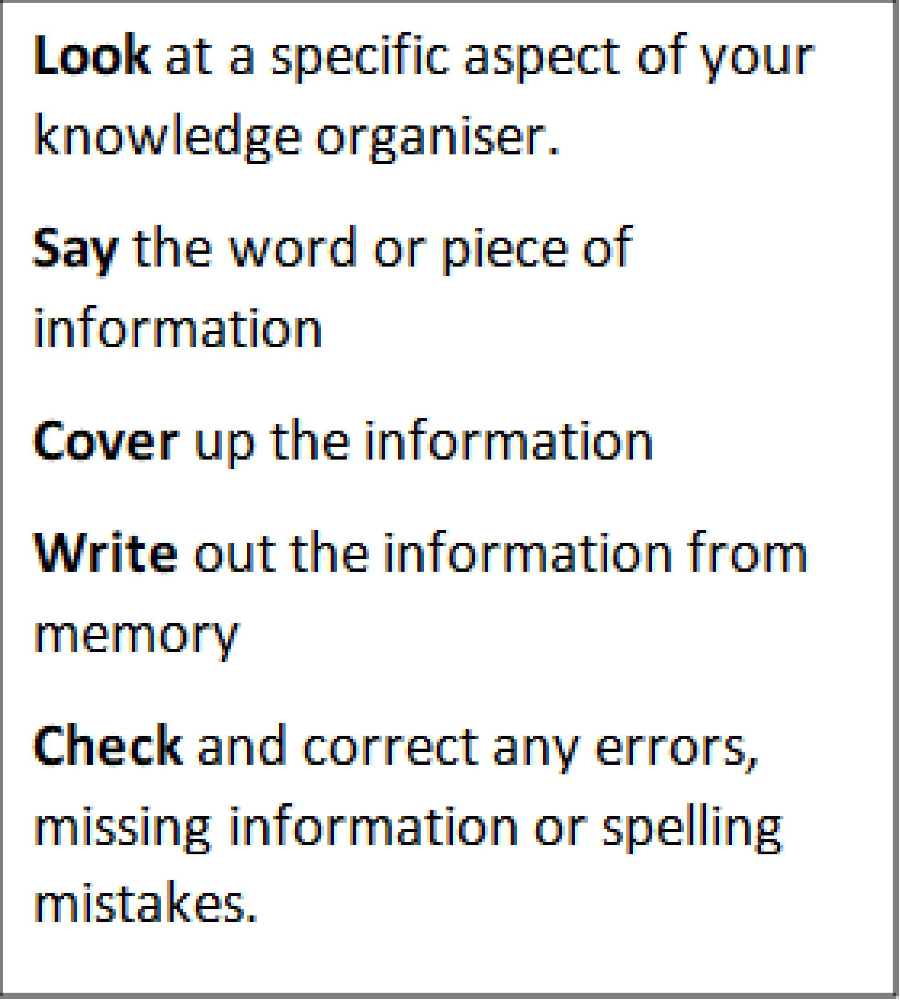 Look at a specific aspect of your
knowledge organiser.
Say the word or piece of
information
Cover up the information
Write out the information from
memory
Check and correct any errors,
missing information or spelling
mistakes.